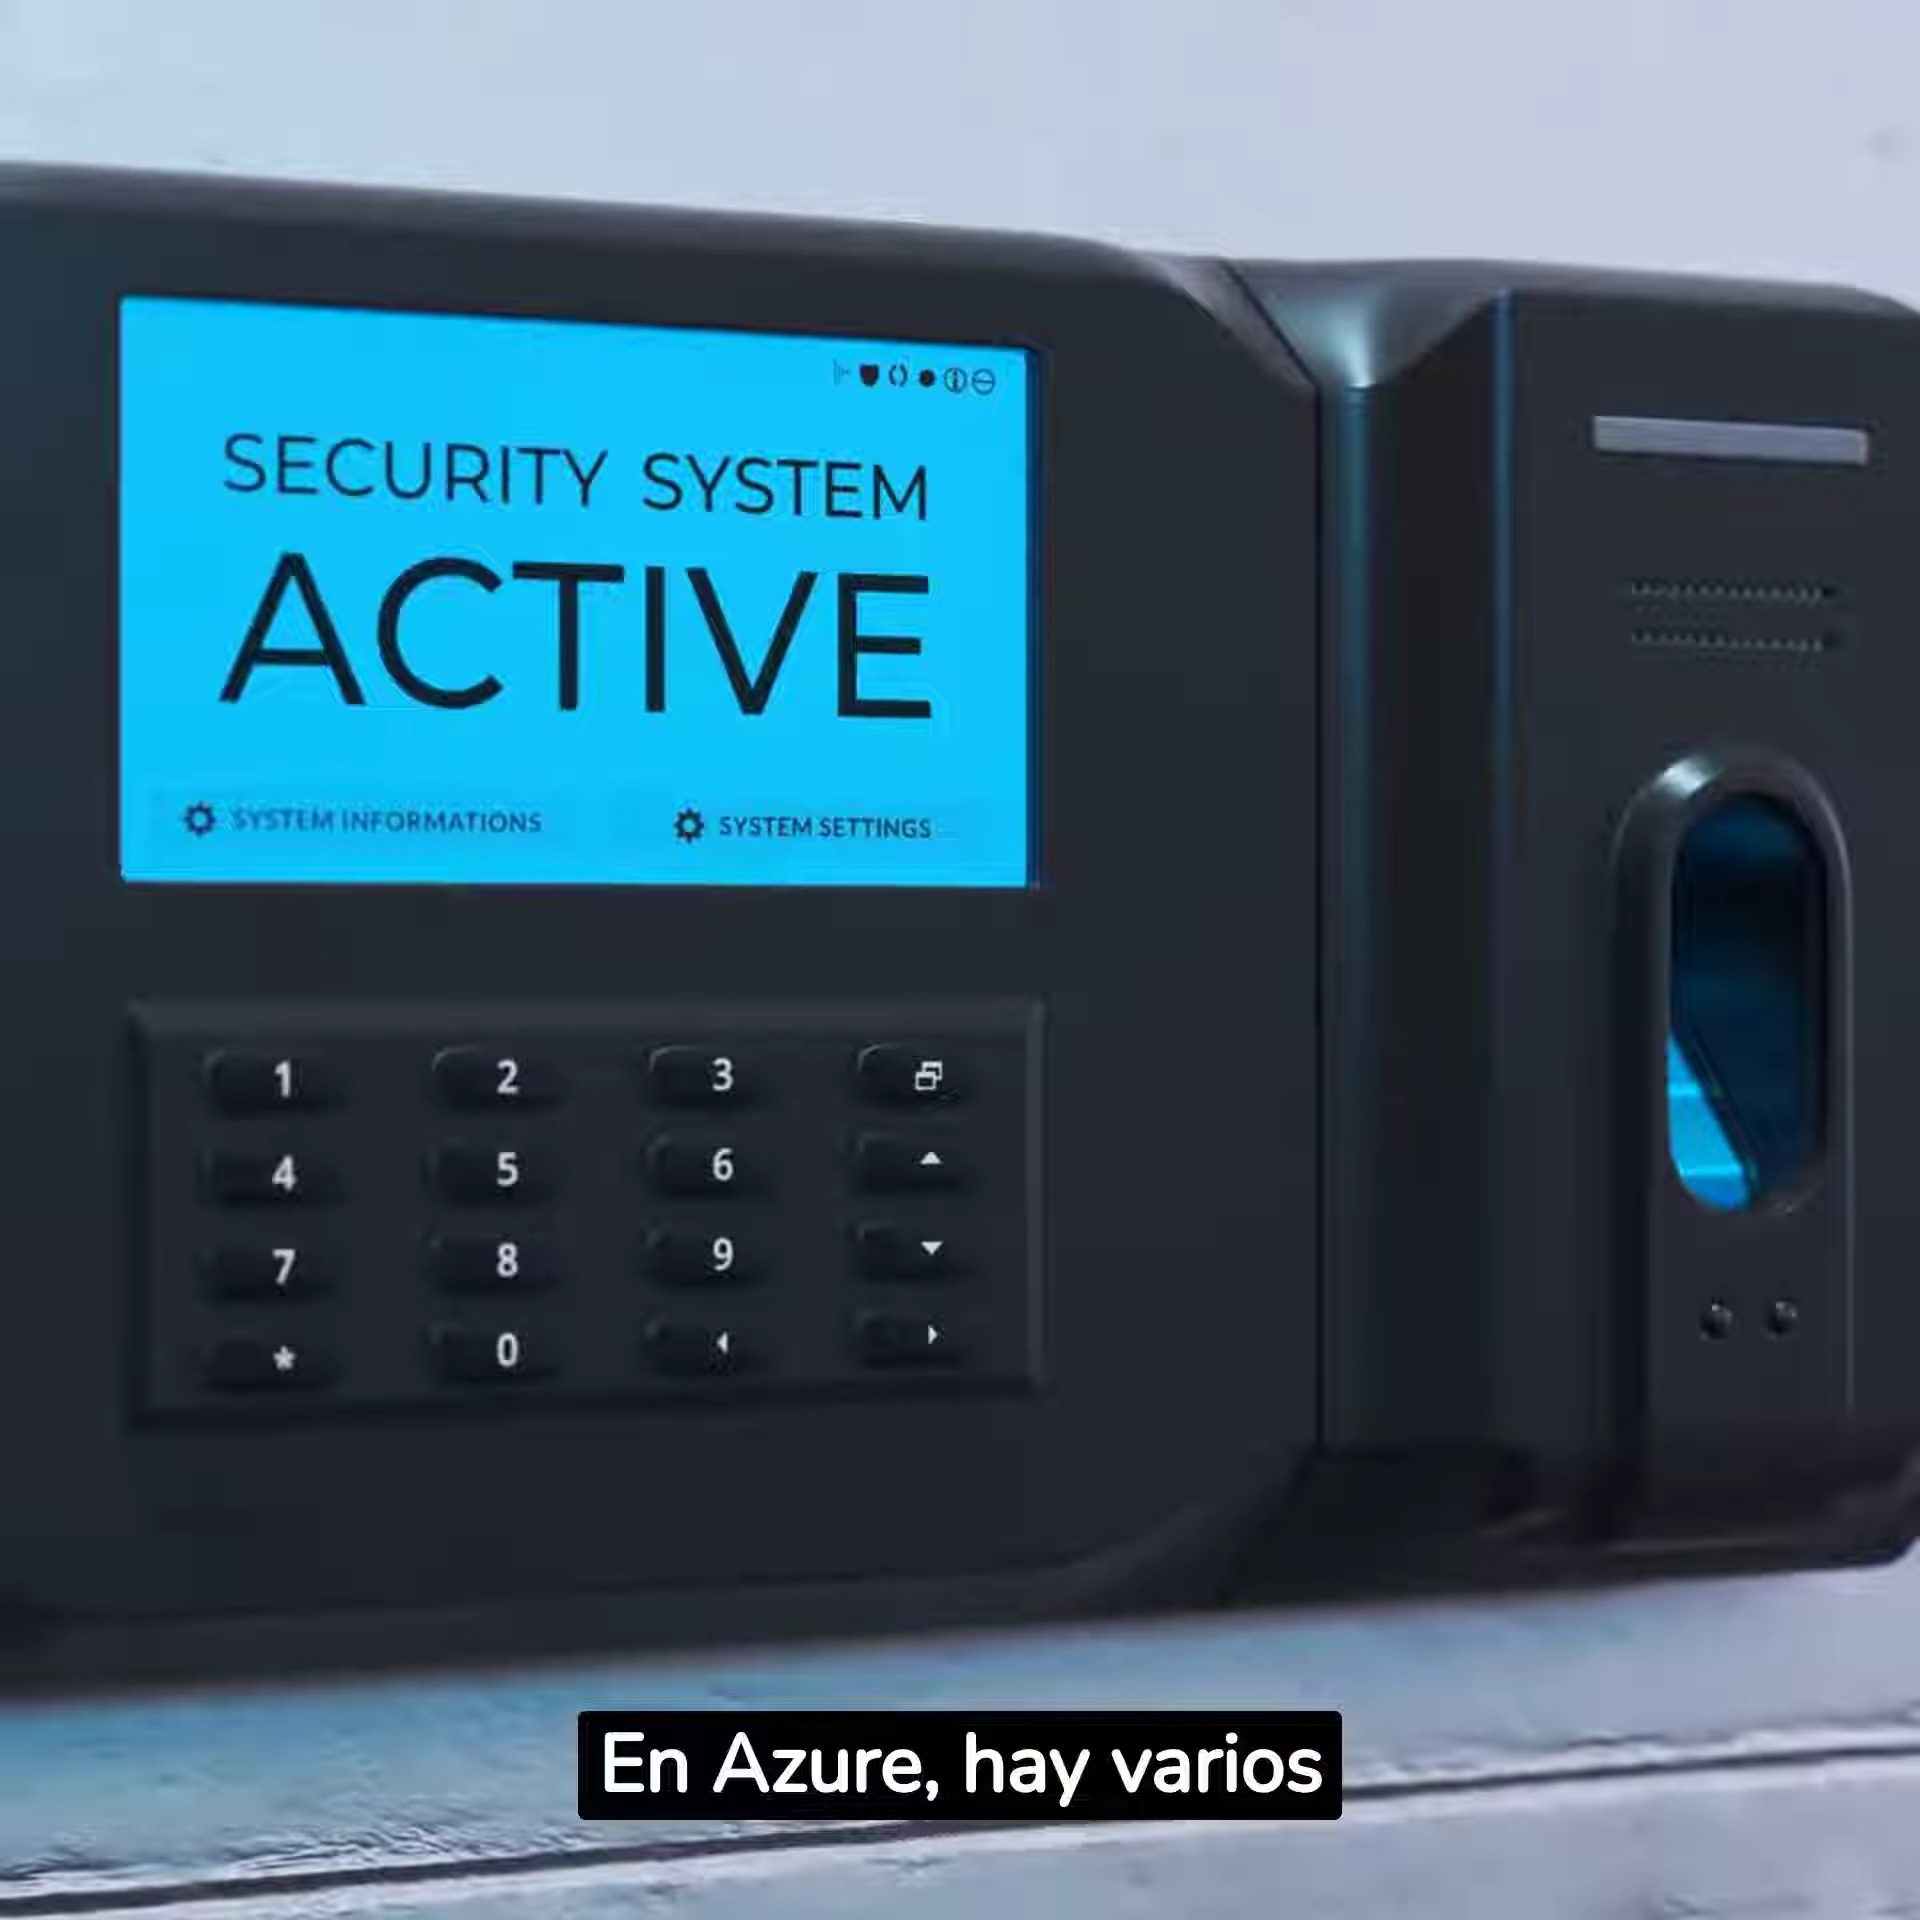 SECURITY SYSTEM
ACTIVE
SYSTEM INFORMATIONS
SYSTEM SETTINGS
1 2 3
4 5 6
7 8 9
* 0
En Azure, hay varios